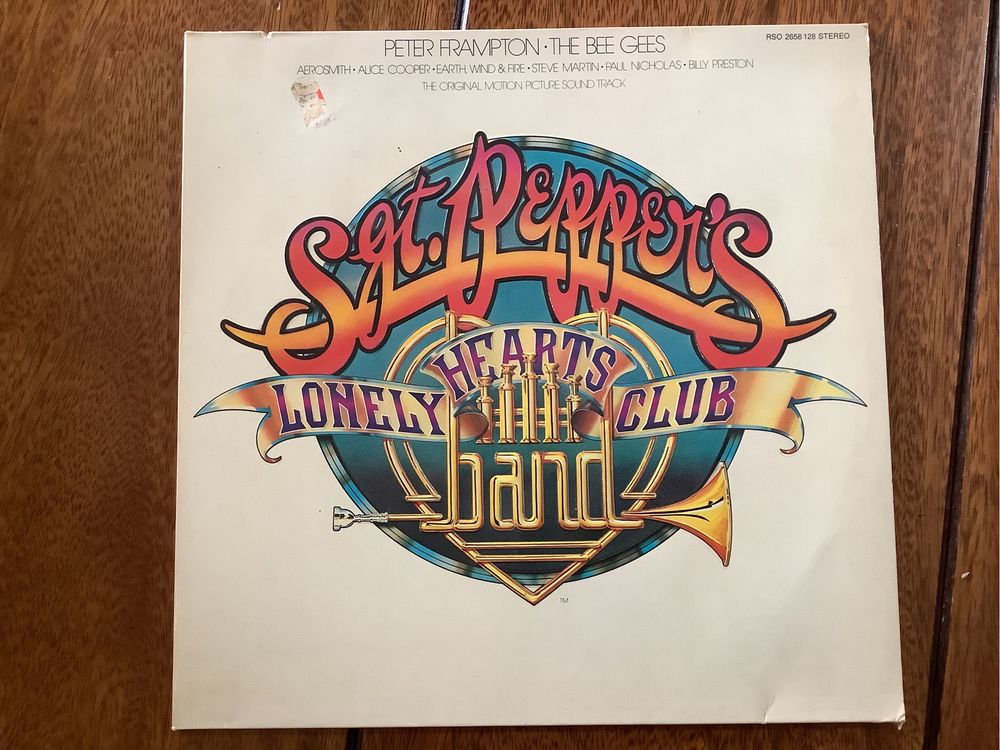 PETER FRAMPTON · THE BEE GEES
RSO 2658 128 STEREO
AEROSMITH · ALICE COOPER · EARTH, WIND & FIRE · STEVE MARTIN · PAUL NICHOLAS · BILLY PRESTON
THE ORIGINAL MOTION PICTURE SOUND TRACK
Sgt. Pepper's
LONELY HEARTS CLUB
band
TM